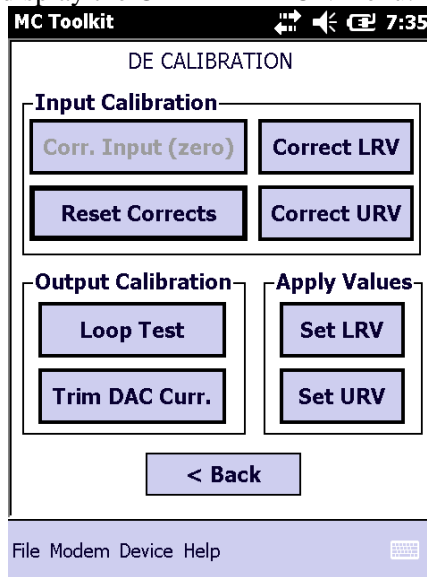 MC Toolkit 7:35
DE CALIBRATION
Input Calibration
Corr. Input (zero) Correct LRV
Reset Corrects Correct URV
Output Calibration Apply Values
Loop Test Set LRV
Trim DAC Curr. Set URV
< Back
File Modem Device Help